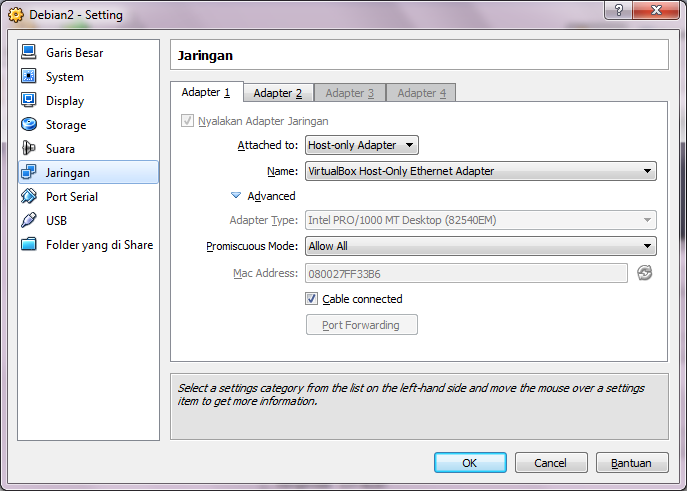 Debian2 - Setting
Garis Besar
System
Display
Storage
Suara
Jaringan
Port Serial
USB
Folder yang di Share
Jaringan
Adapter 1
Adapter 2
Adapter 3
Adapter 4
Nyalakan Adapter Jaringan
Attached to: Host-only Adapter
Name: VirtualBox Host-Only Ethernet Adapter
Advanced
Adapter Type: Intel PRO/1000 MT Desktop (82540EM)
Promiscuous Mode: Allow All
Mac Address: 080027FF33B6
Cable connected
Port Forwarding
Select a settings category from the list on the left-hand side and move the mouse over a settings
item to get more information.
OK
Cancel
Bantuan